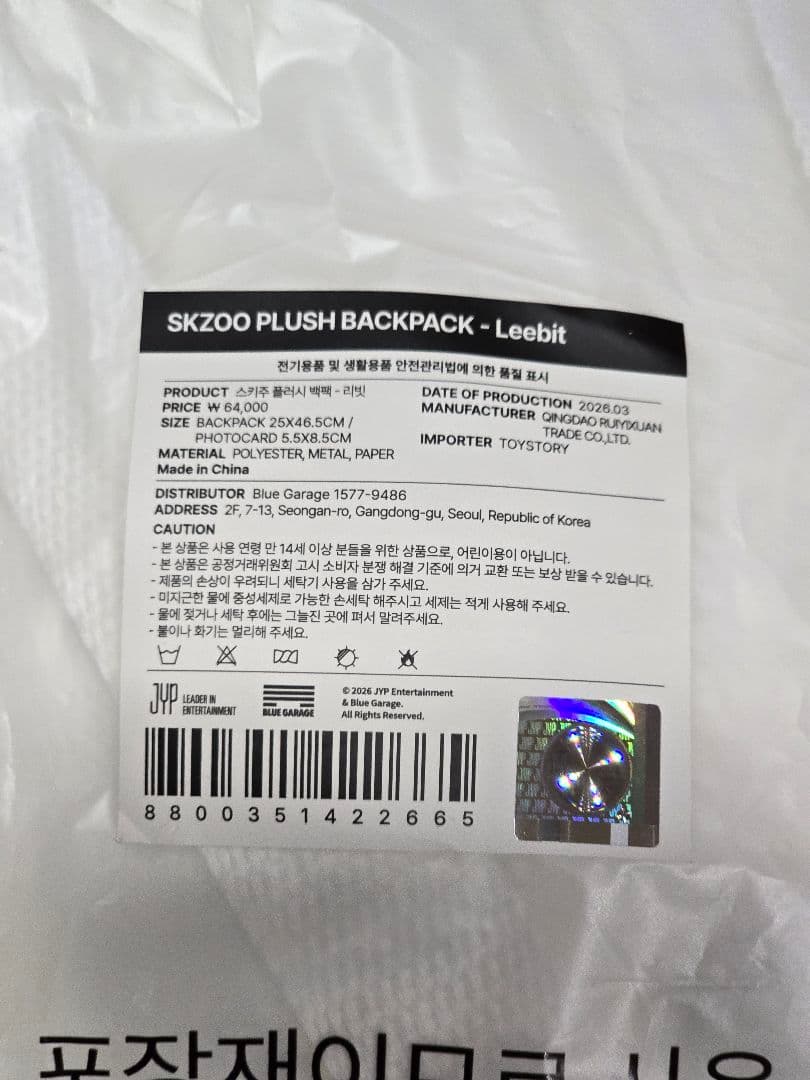 SKZOO PLUSH BACKPACK - Leebit
전기용품 및 생활용품 안전관리법에 의한 품질 표시
PRODUCT 스키주 플러시 백팩 - 리빗
PRICE ₩ 64,000
SIZE BACKPACK 25X46.5CM /
PHOTOCARD 5.5X8.5CM
MATERIAL POLYESTER, METAL, PAPER
Made in China
DATE OF PRODUCTION 2026.03
MANUFACTURER QINGDAO RUIYIXUAN
TRADE CO.,LTD.
IMPORTER TOYSTORY
DISTRIBUTOR Blue Garage 1577-9486
ADDRESS 2F, 7-13, Seongan-ro, Gangdong-gu, Seoul, Republic of Korea
CAUTION
- 본 상품은 사용 연령 만 14세 이상 분들을 위한 상품으로, 어린이용이 아닙니다.
- 본 상품은 공정거래위원회 고시 소비자 분쟁 해결 기준에 의거 교환 또는 보상 받을 수 있습니다.
- 제품의 손상이 우려되니 세탁기 사용을 삼가 주세요.
- 미지근한 물에 중성세제로 가능한 손세탁 해주시고 세제는 적게 사용해 주세요.
- 물에 젖거나 세탁 후에는 그늘진 곳에 펴서 말려주세요.
- 불이나 화기는 멀리해 주세요.
JYP LEADER IN
ENTERTAINMENT
BLUE GARAGE
© 2026 JYP Entertainment
& Blue Garage.
All Rights Reserved.
JYP JYP JYP
8800351422665
포장재이므로